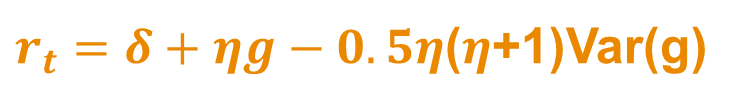 r_t = δ + ηg − 0.5η(η+1)Var(g)